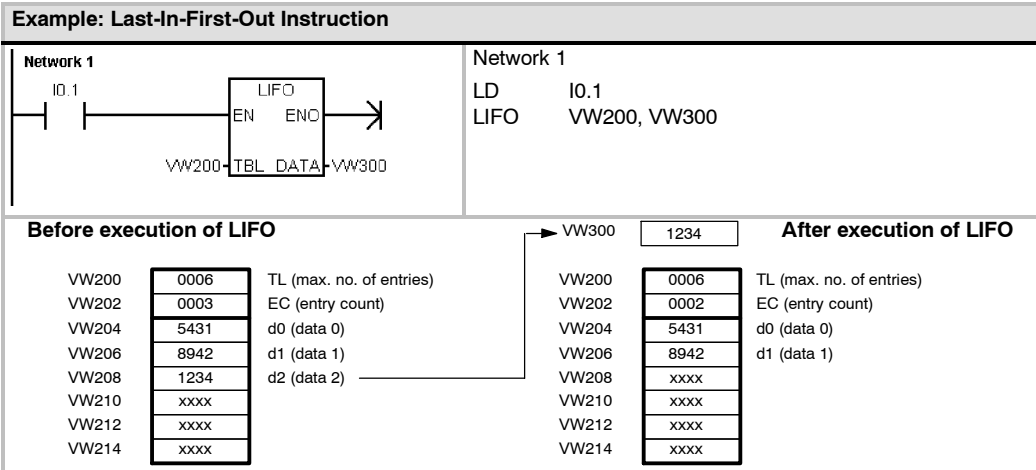 Example: Last-In-First-Out Instruction
Network 1
I0.1
LIFO
EN ENO
VW200 TBL DATA VW300
Network 1
LD I0.1
LIFO VW200, VW300
Before execution of LIFO
VW200 0006 TL (max. no. of entries)
VW202 0003 EC (entry count)
VW204 5431 d0 (data 0)
VW206 8942 d1 (data 1)
VW208 1234 d2 (data 2)
VW210 xxxx
VW212 xxxx
VW214 xxxx
VW300 1234 After execution of LIFO
VW200 0006 TL (max. no. of entries)
VW202 0002 EC (entry count)
VW204 5431 d0 (data 0)
VW206 8942 d1 (data 1)
VW208 xxxx
VW210 xxxx
VW212 xxxx
VW214 xxxx